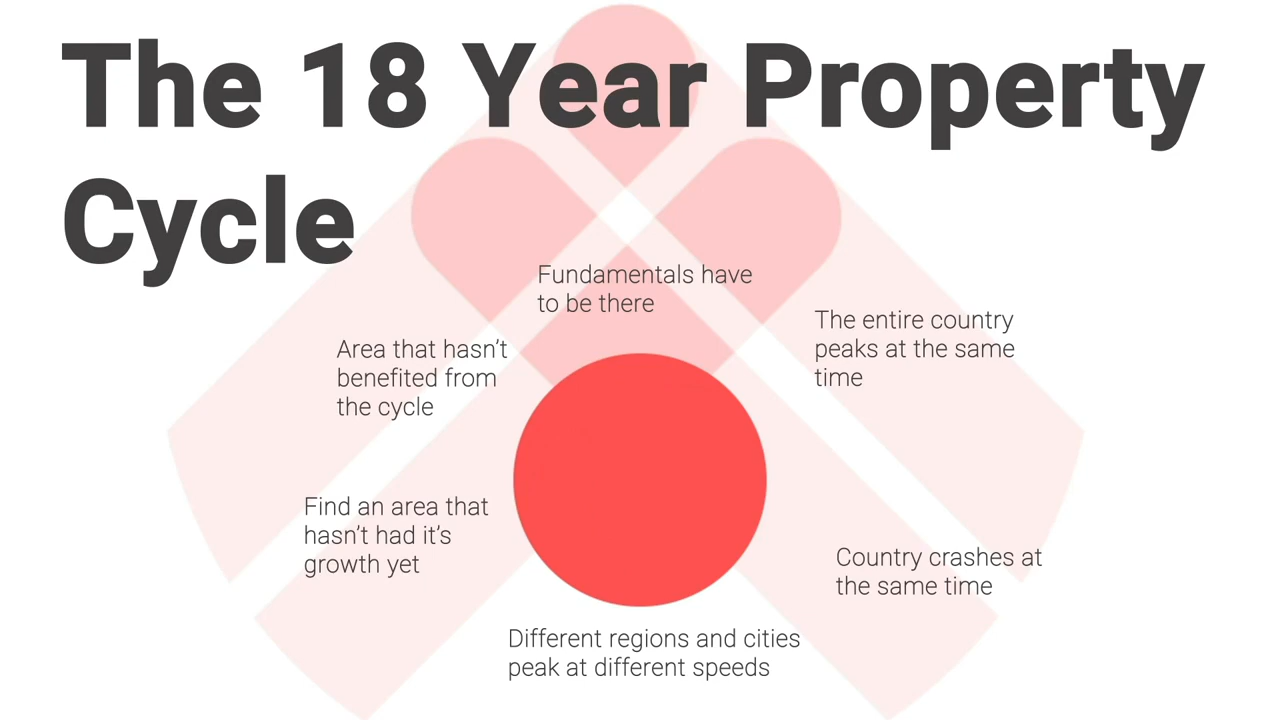 The 18 Year Property
Cycle
Fundamentals have
to be there
The entire country
peaks at the same
time
Area that hasn’t
benefited from
the cycle
Find an area that
hasn’t had it’s
growth yet
Country crashes at
the same time
Different regions and cities
peak at different speeds